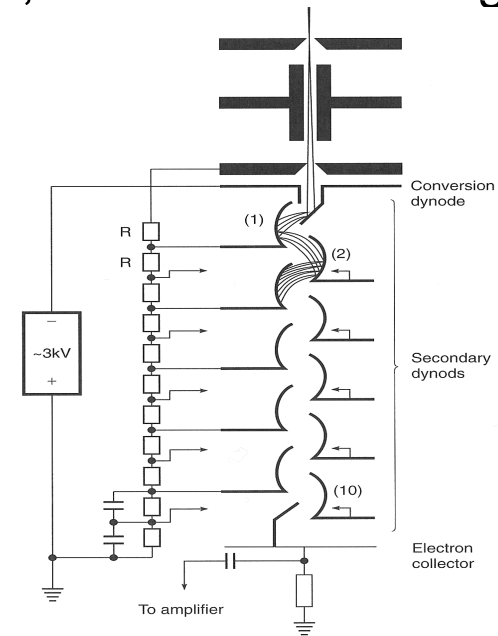 Conversion
dynode
(1)
R
(2)
R
−
~3kV
+
Secondary
dynods
(10)
Electron
collector
To amplifier